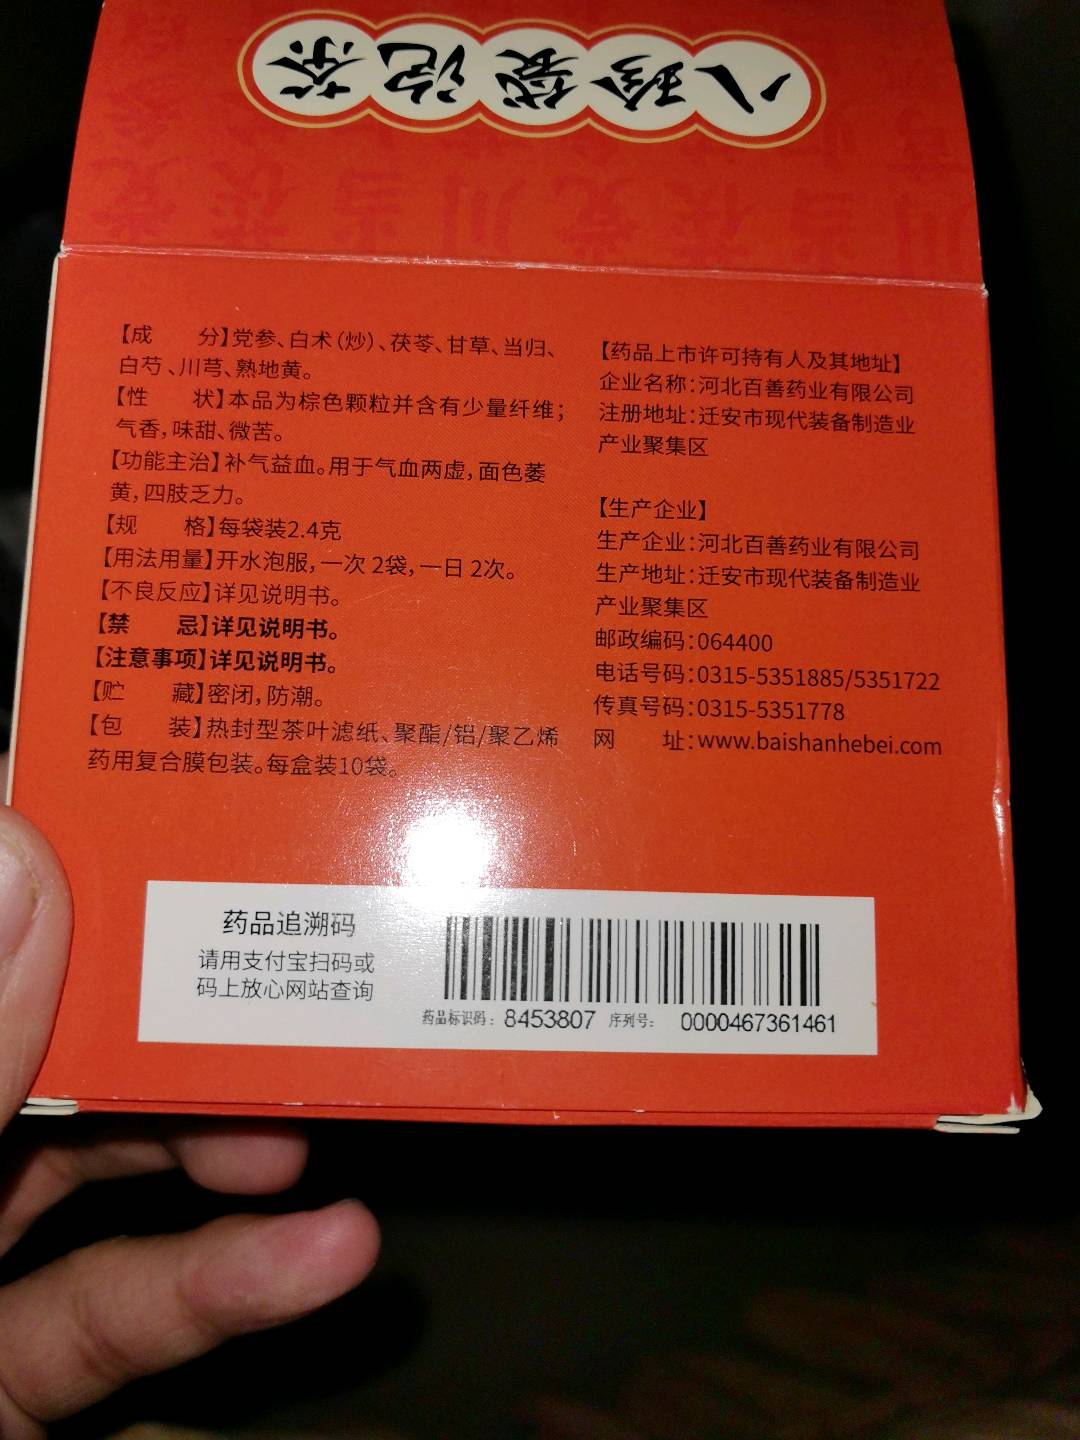 八珍袋泡茶
【成　　分】党参、白术(炒)、茯苓、甘草、当归、
白芍、川芎、熟地黄。
【性　　状】本品为棕色颗粒并含有少量纤维；
气香，味甜、微苦。
【功能主治】补气益血。用于气血两虚，面色萎
黄，四肢乏力。
【规　　格】每袋装2.4克
【用法用量】开水泡服，一次 2袋，一日 2次。
【不良反应】详见说明书。
【禁　　忌】详见说明书。
【注意事项】详见说明书。
【贮　　藏】密闭，防潮。
【包　　装】热封型茶叶滤纸、聚酯/铝/聚乙烯
药用复合膜包装。每盒装10袋。
【药品上市许可持有人及其地址】
企业名称：河北百善药业有限公司
注册地址：迁安市现代装备制造业
产业聚集区
【生产企业】
生产企业：河北百善药业有限公司
生产地址：迁安市现代装备制造业
产业聚集区
邮政编码：064400
电话号码：0315-5351885/5351722
传真号码：0315-5351778
网　　址：www.baishanhebei.com
药品追溯码
请用支付宝扫码或
码上放心网站查询
药品标识码：8453807 序列号： 0000467361461